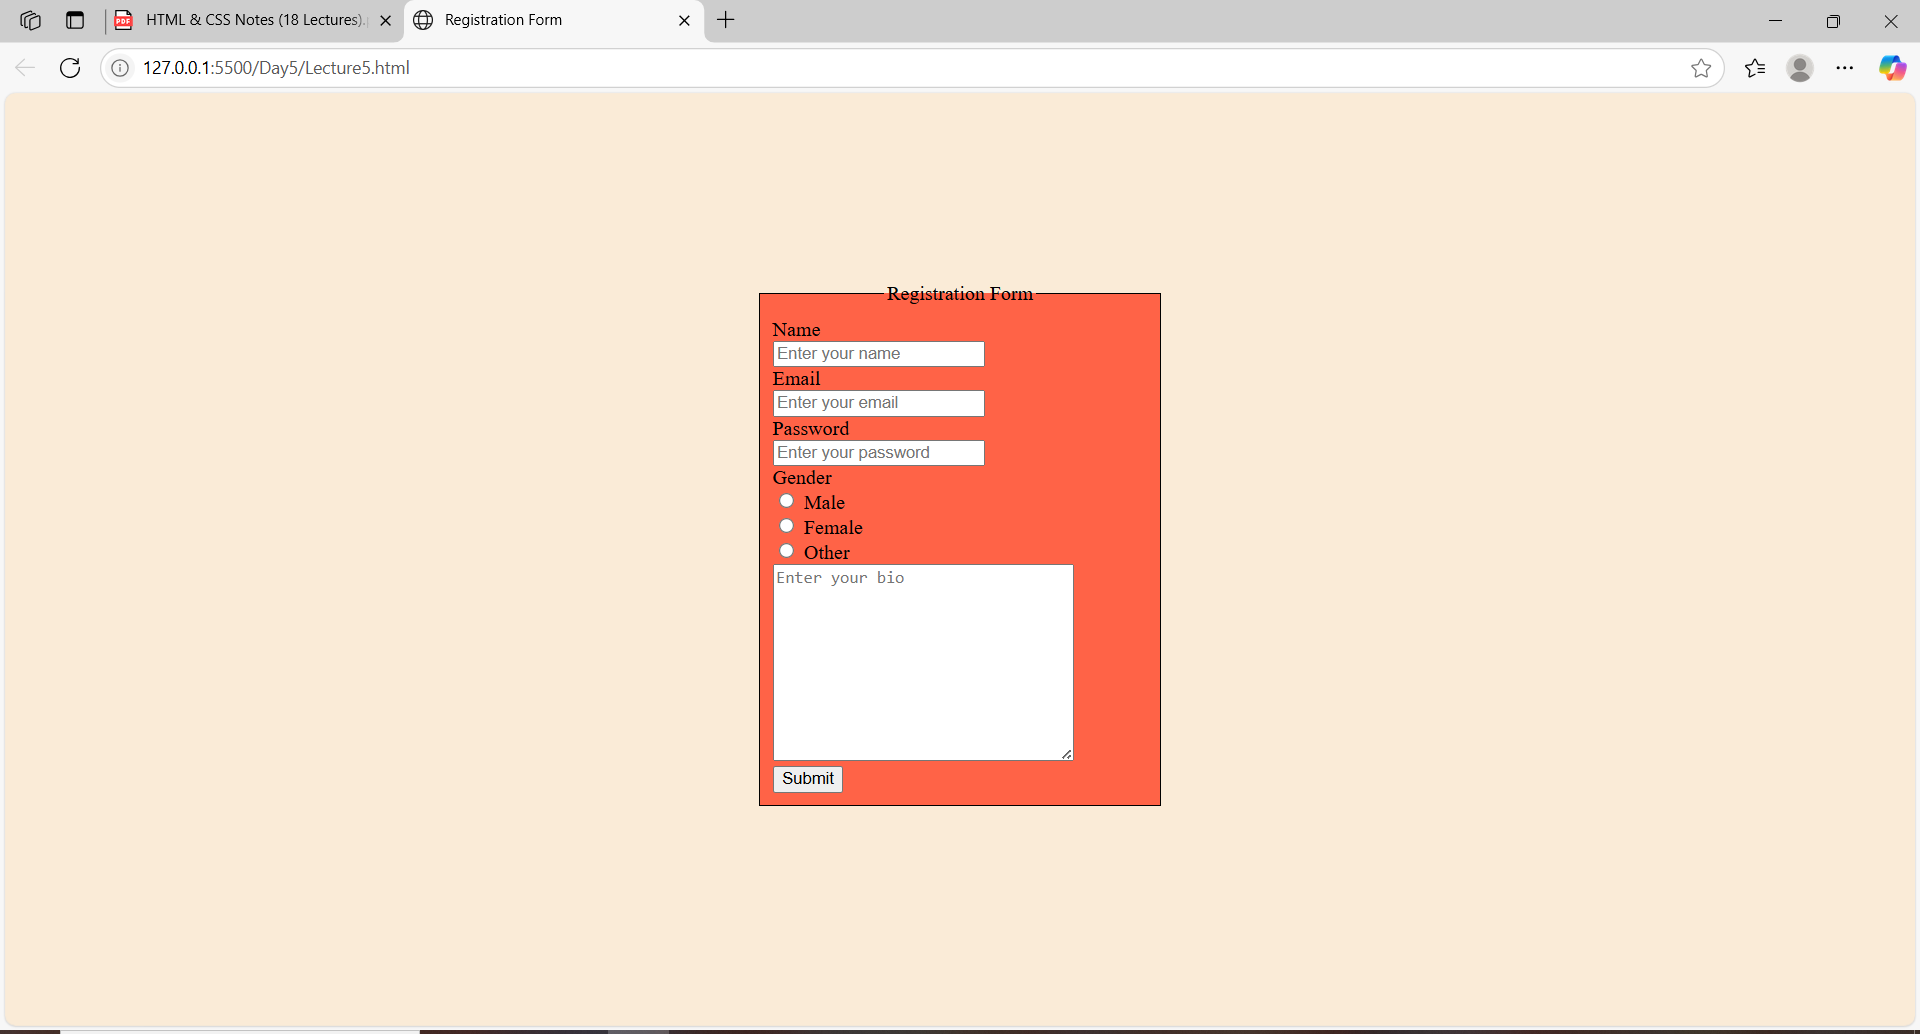 HTML & CSS Notes (18 Lectures).
Registration Form
127.0.0.1:5500/Day5/Lecture5.html
Registration Form
Name
Enter your name
Email
Enter your email
Password
Enter your password
Gender
Male
Female
Other
Enter your bio
Submit